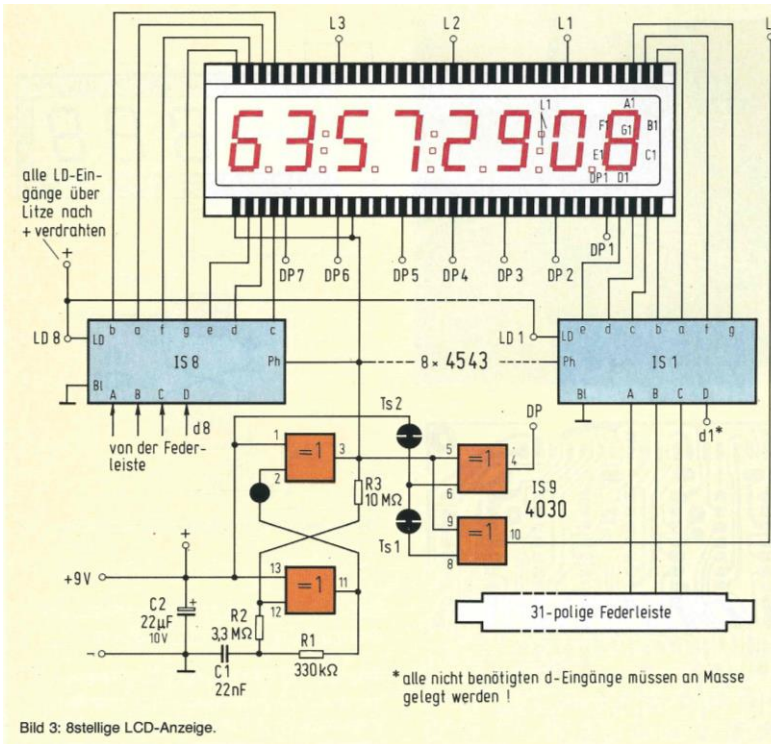 L3
L2
L1
L
6.3:5.7:2.9:0.8
L1
A1
F1
B1
G1
E1
C1
DP1
D1
alle LD-Ein-
gänge über
Litze nach
+ verdrahten
+
DP7
DP6
DP5
DP4
DP3
DP2
DP1
LD 8
b a f g e d c
LD
IS 8
Ph
Bl
A B C D
d8
von der Feder-
leiste
8 × 4543
LD 1
e d c b a f g
LD
Ph
IS 1
Bl
A B C D
d1*
Ts2
DP
1
=1
3
2
R3
10 MΩ
5
=1
4
6
IS 9
4030
9
=1
10
8
Ts1
+
+9V
13
=1
11
12
C2
22µF
10V
+
R2
3,3
MΩ
R1
330kΩ
C1
22nF
-
31-polige Federleiste
* alle nicht benötigten d-Eingänge müssen an Masse
gelegt werden !
Bild 3: 8stellige LCD-Anzeige.